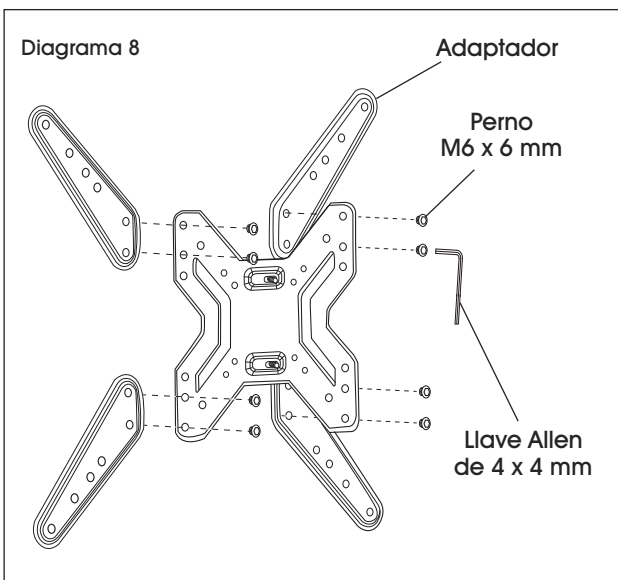 Diagrama 8
Adaptador
Perno
M6 x 6 mm
Llave Allen
de 4 x 4 mm